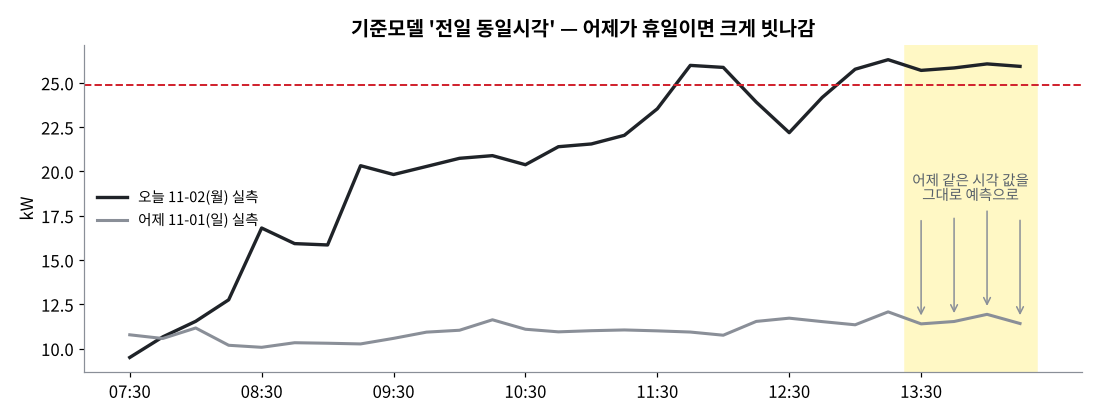 기준모델 '전일 동일시각' — 어제가 휴일이면 크게 빗나감
kW
25.0
22.5
20.0
17.5
15.0
12.5
10.0
오늘 11-02(월) 실측
어제 11-01(일) 실측
어제 같은 시각 값을
그대로 예측으로
07:30 08:30 09:30 10:30 11:30 12:30 13:30